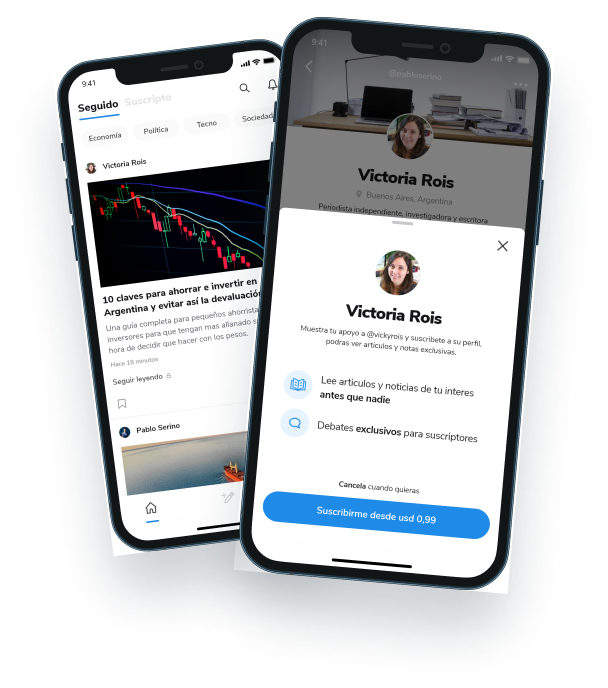 9:41
Seguido Suscripto
Economía Política Tecno Sociedad
Victoria Rois
10 claves para ahorrar e invertir en
Argentina y evitar así la devaluación
Una guía completa para pequeños ahorrista
inversores para que tengan mas afianado s
hora de decidir que hacer con los pesos.
Hace 18 minutos
Seguir leyendo
Pablo Serino
9:41
@pabloserino
Victoria Rois
Buenos Aires, Argentina
Periodista independiente, investigadora y escritora
Victoria Rois
Muestra tu apoyo a @vickyrois y suscribete a su perfil,
podras ver articulos y notas exclusivas.
Lee articulos y noticias de tu interes
antes que nadie
Debates exclusivos para suscriptores
Cancela cuando quieras
Suscribirme desde usd 0,99